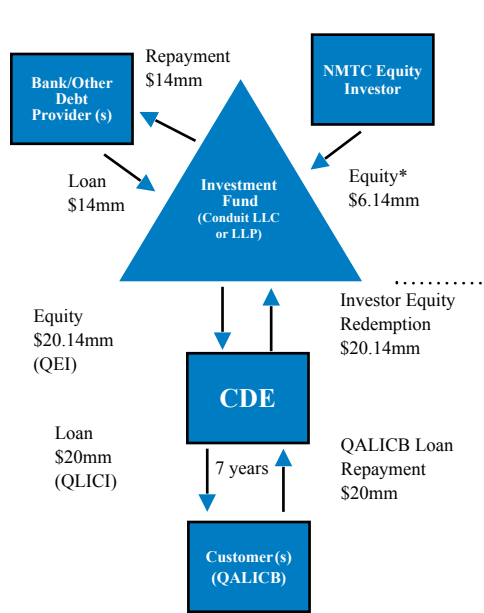 Repayment
$14mm
Bank/Other
Debt
Provider (s)
NMTC Equity
Investor
Loan
$14mm
Investment
Fund
(Conduit LLC
or LLP)
Equity*
$6.14mm
Equity
$20.14mm
(QEI)
Investor Equity
Redemption
$20.14mm
CDE
Loan
$20mm
(QLICI)
7 years
QALICB Loan
Repayment
$20mm
Customer(s)
(QALICB)